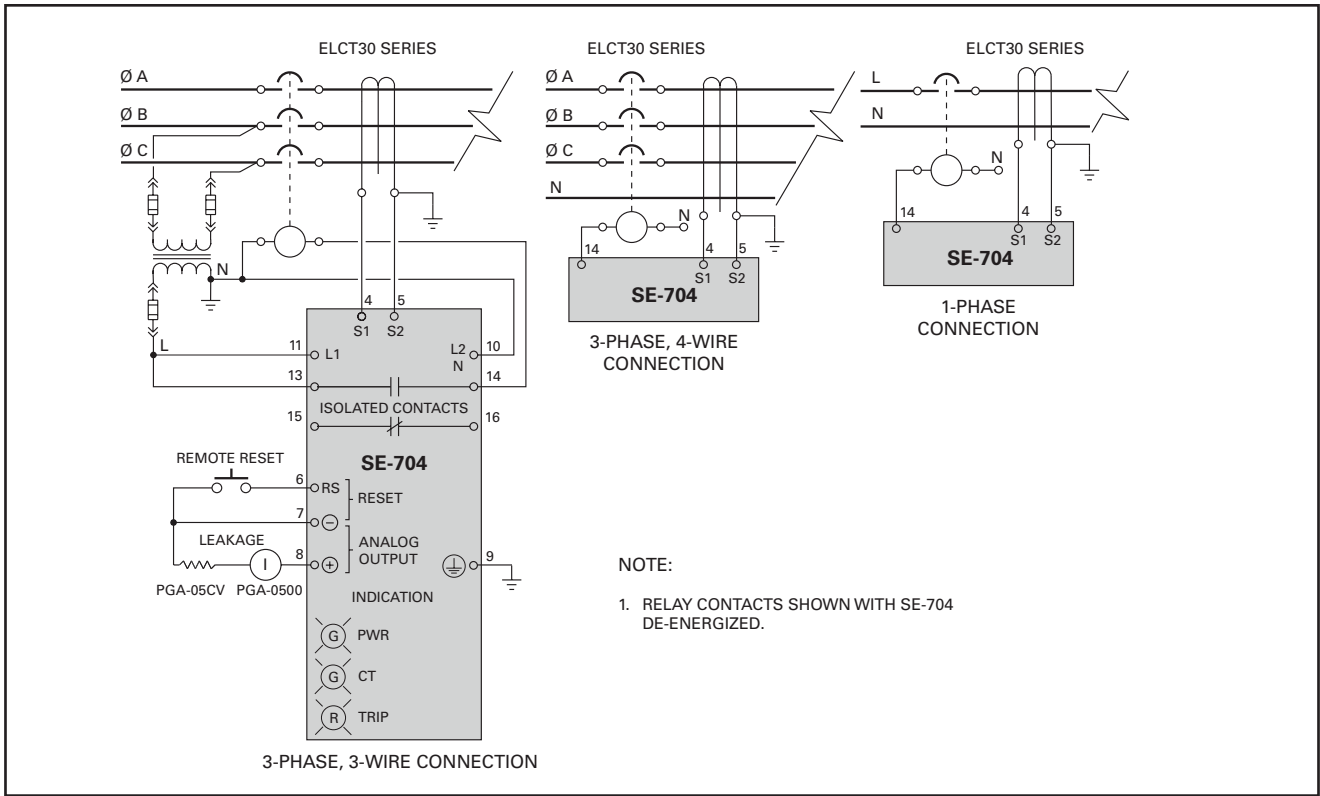 ELCT30 SERIES
Ø A
Ø B
Ø C
N
4 5
S1 S2
L
11 L1
L2 10
N
13
14
ISOLATED CONTACTS
15
16
SE-704
REMOTE RESET
6 RS
RESET
7 −
LEAKAGE
ANALOG
OUTPUT
I
8 +
9
PGA-05CV PGA-0500
INDICATION
G PWR
G CT
R TRIP
3-PHASE, 3-WIRE CONNECTION
ELCT30 SERIES
Ø A
Ø B
Ø C
N
N
14
4 5
S1 S2
SE-704
3-PHASE, 4-WIRE
CONNECTION
ELCT30 SERIES
L
N
N
14
4 5
S1 S2
SE-704
1-PHASE
CONNECTION
NOTE:
1. RELAY CONTACTS SHOWN WITH SE-704
DE-ENERGIZED.